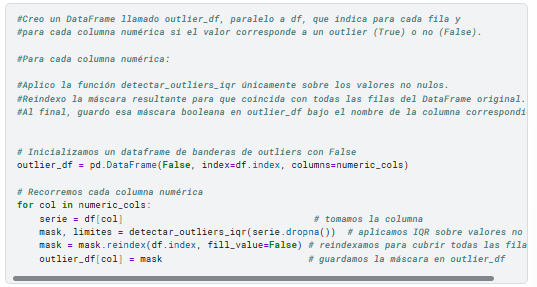 #Creo un DataFrame llamado outlier_df, paralelo a df, que indica para cada fila y
#para cada columna numérica si el valor corresponde a un outlier (True) o no (False).
#Para cada columna numérica:
#Aplico la función detectar_outliers_iqr únicamente sobre los valores no nulos.
#Reindexo la máscara resultante para que coincida con todas las filas del DataFrame original.
#Al final, guardo esa máscara booleana en outlier_df bajo el nombre de la columna correspondi
# Inicializamos un dataframe de banderas de outliers con False
outlier_df = pd.DataFrame(False, index=df.index, columns=numeric_cols)
# Recorremos cada columna numérica
for col in numeric_cols:
    serie = df[col]                                # tomamos la columna
    mask, limites = detectar_outliers_iqr(serie.dropna())  # aplicamos IQR sobre valores no
    mask = mask.reindex(df.index, fill_value=False) # reindexamos para cubrir todas las fila
    outlier_df[col] = mask                         # guardamos la máscara en outlier_df